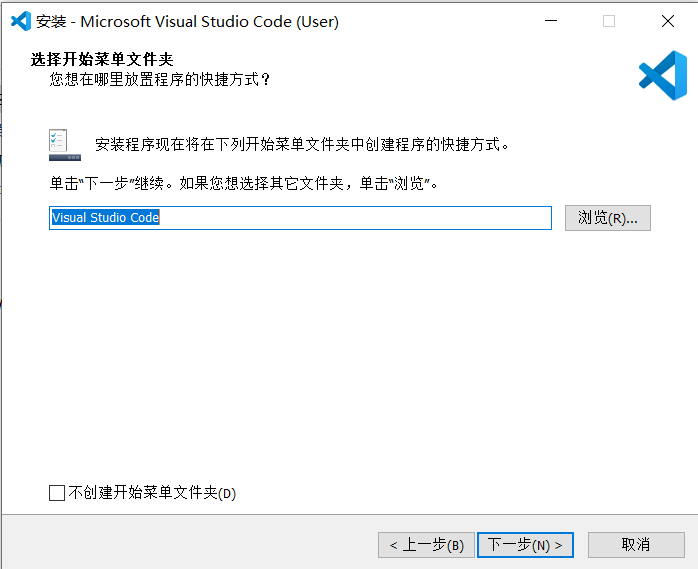 安装 - Microsoft Visual Studio Code (User)
选择开始菜单文件夹
您想在哪里放置程序的快捷方式？
安装程序现在将在下列开始菜单文件夹中创建程序的快捷方式。
单击“下一步”继续。如果您想选择其它文件夹，单击“浏览”。
Visual Studio Code
浏览(R)...
不创建开始菜单文件夹(D)
< 上一步(B)
下一步(N) >
取消